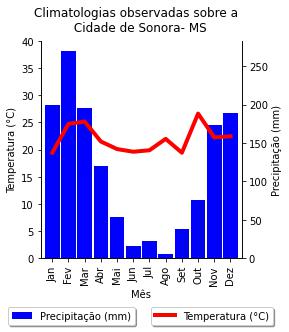 Climatologias observadas sobre a
Cidade de Sonora- MS
Temperatura (°C)
40
35
30
25
20
15
10
5
0
Precipitação (mm)
250
200
150
100
50
0
Jan Fev Mar Abr Mai Jun Jul Ago Set Out Nov Dez
Mês
Precipitação (mm) Temperatura (°C)